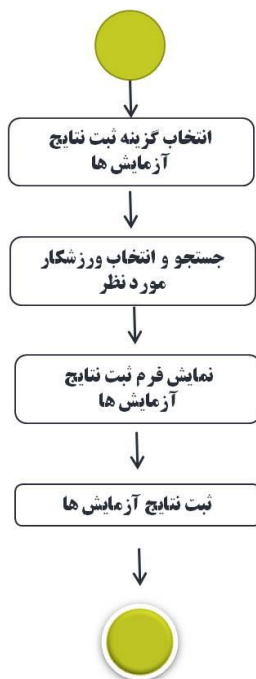 انتخاب گزینه ثبت نتایج
آزمایش ها
جستجو و انتخاب ورزشکار
مورد نظر
نمایش فرم ثبت نتایج
آزمایش ها
ثبت نتایج آزمایش ها